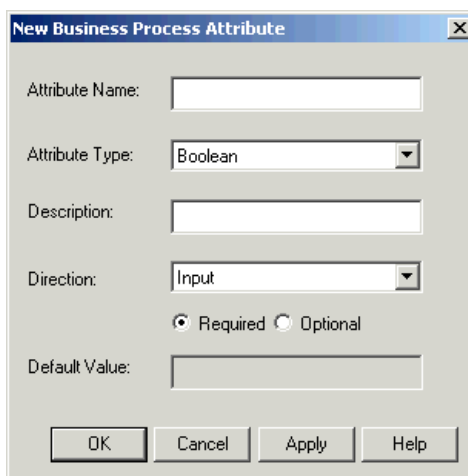 New Business Process Attribute
Attribute Name:
Attribute Type: Boolean
Description:
Direction: Input
Required Optional
Default Value:
OK Cancel Apply Help